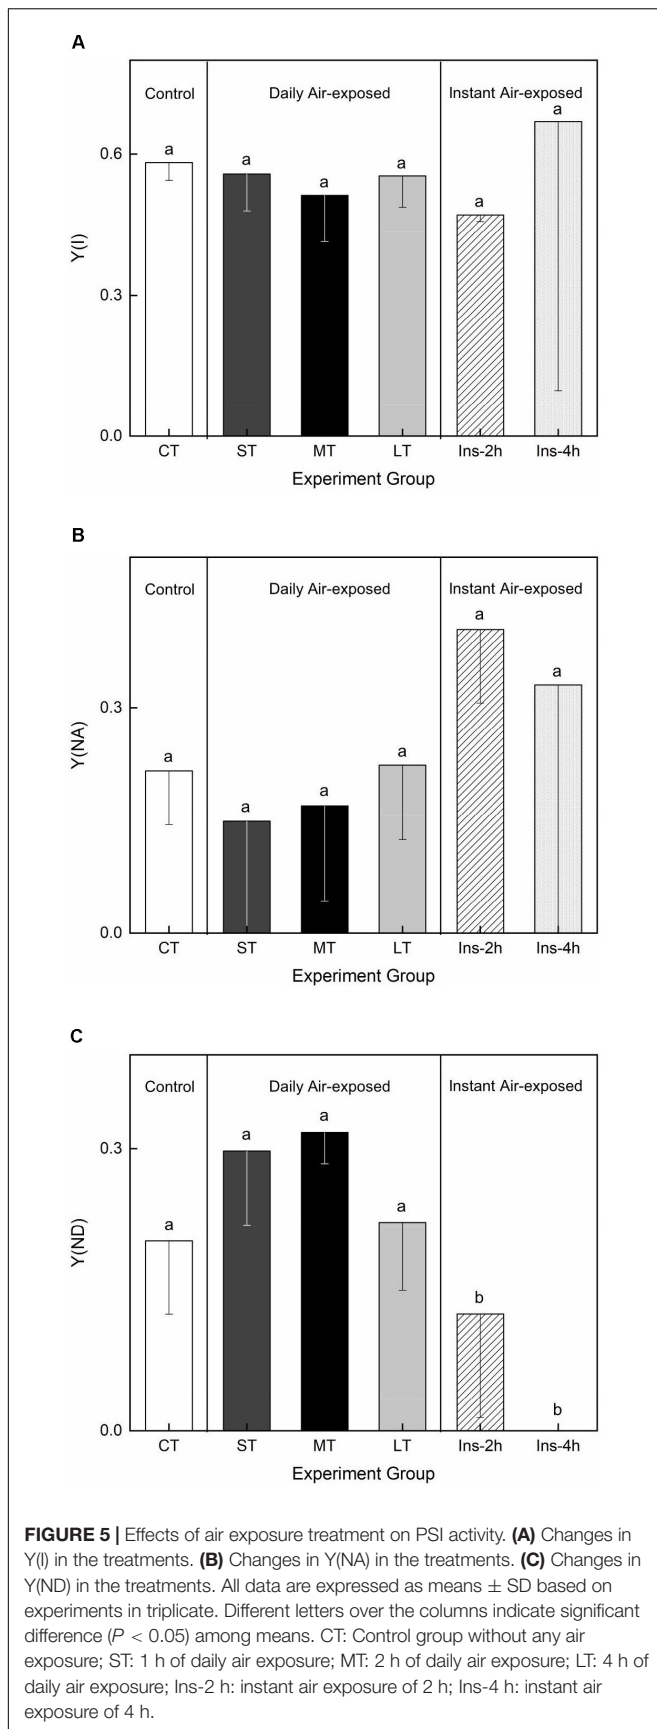 A
Control Daily Air-exposed Instant Air-exposed
a a a a a a
0.6
0.3
0.0
Y(I)
CT ST MT LT Ins-2h Ins-4h
Experiment Group
B
Control Daily Air-exposed Instant Air-exposed
a a a a a a
0.3
0.0
Y(NA)
CT ST MT LT Ins-2h Ins-4h
Experiment Group
C
Control Daily Air-exposed Instant Air-exposed
a a a a b b
0.3
0.0
Y(ND)
CT ST MT LT Ins-2h Ins-4h
Experiment Group
FIGURE 5 | Effects of air exposure treatment on PSI activity. (A) Changes in
Y(I) in the treatments. (B) Changes in Y(NA) in the treatments. (C) Changes in
Y(ND) in the treatments. All data are expressed as means ± SD based on
experiments in triplicate. Different letters over the columns indicate significant
difference (P < 0.05) among means. CT: Control group without any air
exposure; ST: 1 h of daily air exposure; MT: 2 h of daily air exposure; LT: 4 h of
daily air exposure; Ins-2 h: instant air exposure of 2 h; Ins-4 h: instant air
exposure of 4 h.